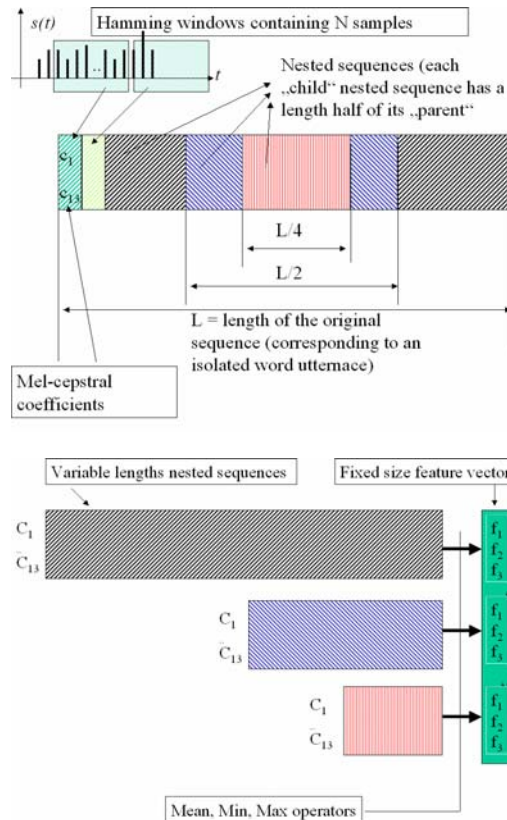 s(t)
Hamming windows containing N samples
..
t
Nested sequences (each
„child“ nested sequence has a
length half of its „parent“
c1
c13
L/4
L/2
L = length of the original
sequence (corresponding to an
isolated word utternace)
Mel-cepstral
coefficients
Variable lengths nested sequences
Fixed size feature vector
C1
C13
f1
f2
f3
C1
C13
f1
f2
f3
C1
C13
f1
f2
f3
Mean, Min, Max operators